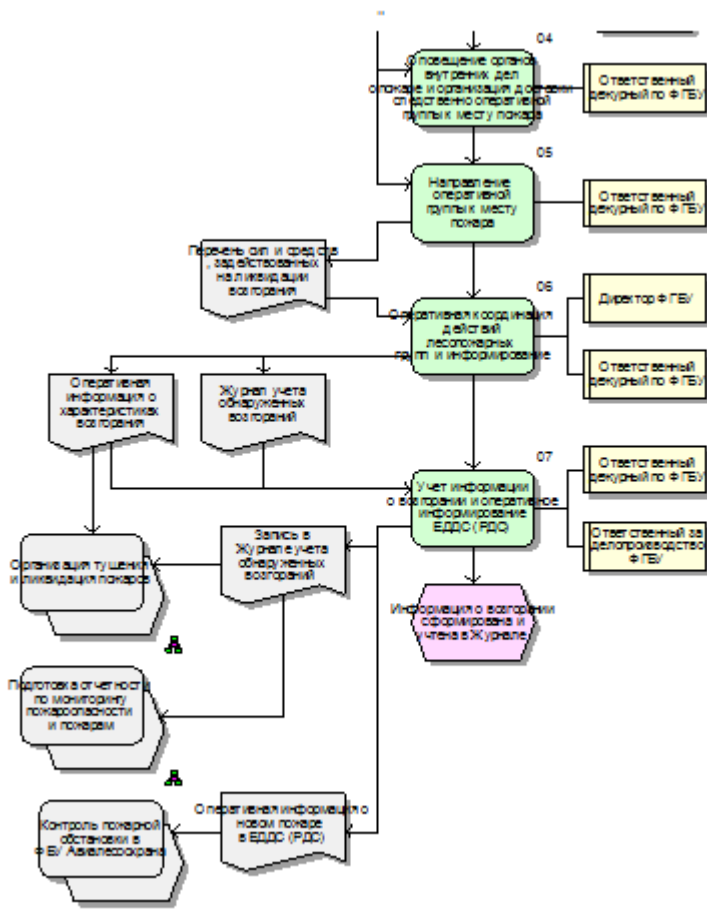 04
Оповещение органов
внутренних дел
о пожаре и организация доставки
следственно оперативной
группы к месту пожара
Ответственный
дежурный по ФГБУ
05
Направление
оперативной
группы к месту
пожара
Ответственный
дежурный по ФГБУ
Перечень сил и средств
, задействованных
на ликвидации
возгорания
06
Оперативная координация
действий
лесопожарных
групп и информирование
Директор ФГБУ
Ответственный
дежурный по ФГБУ
Оперативная
информация о
характеристиках
возгорания
Журнал учета
обнаруженных
возгораний
07
Учет информации
о возгорании и оперативное
информирование
ЕДДС (РДС)
Ответственный
дежурный по ФГБУ
Ответственный за
делопроизводство
ФГБУ
Запись в
Журнале учета
обнаруженных
возгораний
Организация тушения
и ликвидация пожаров
Информация о возгорании
сформирована и
учтена в Журнале
Подготовка отчетности
по мониторингу
пожароопасности
и пожарам
Оперативная информация о
новом пожаре
в ЕДДС (РДС)
Контроль пожарной
обстановки в
ФБУ Авиалесоохрана